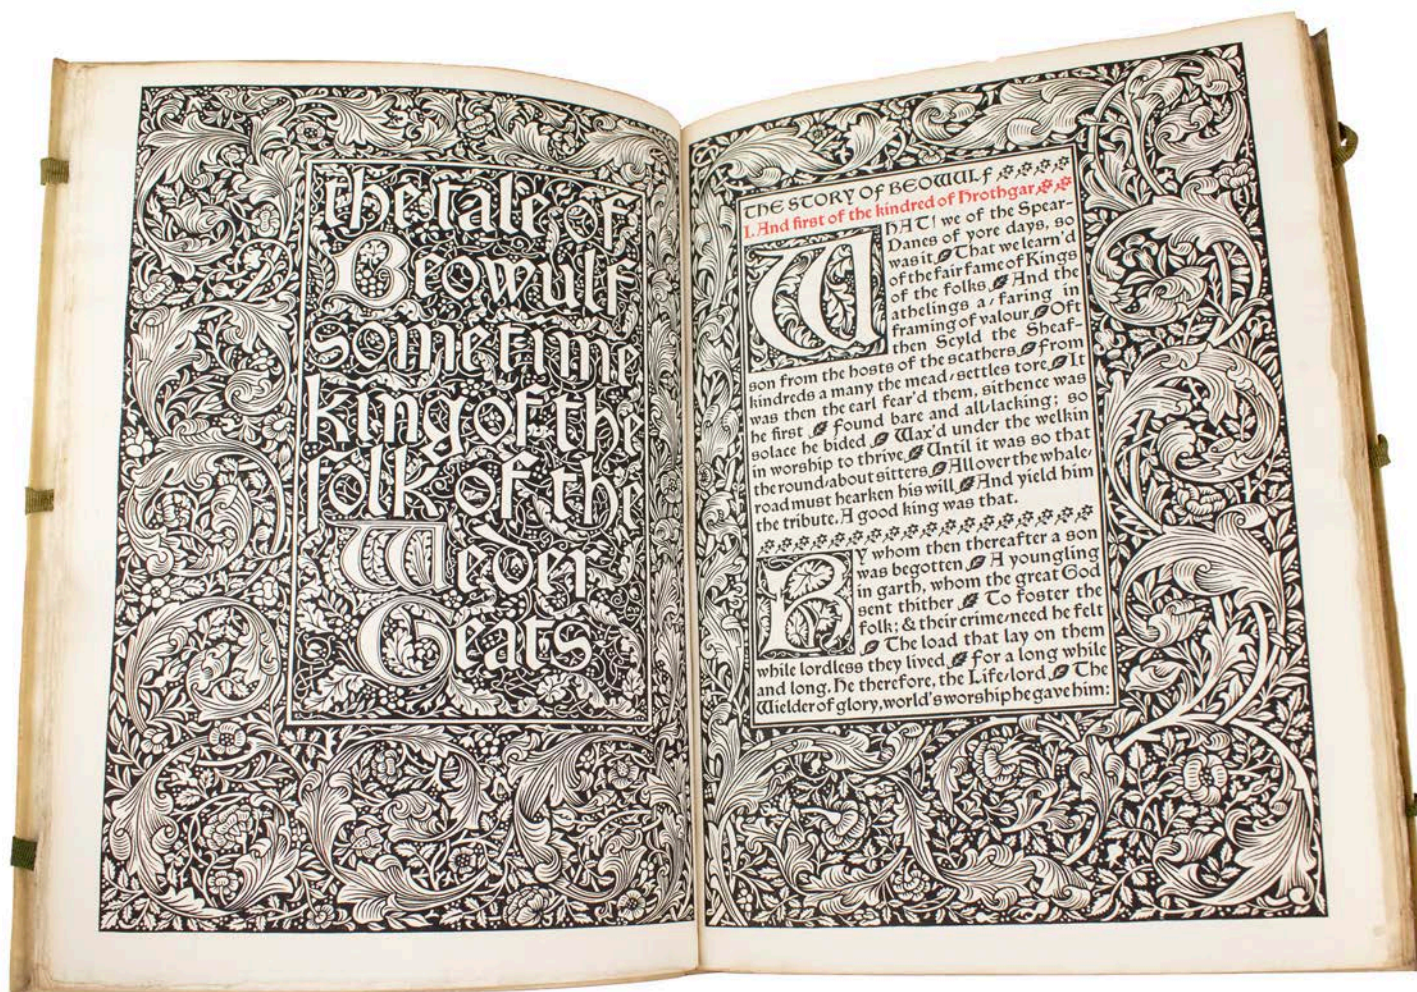 the tale of
Beowulf
sometime
king of the
folk of the
Weder
Geats
THE STORY OF BEOWULF
I. And first of the kindred of Hrothgar
WHAT! we of the Spear-
Danes of yore days, so
was it That we learn'd
of the fair fame of Kings
of the folks And the
athelings a-faring in
framing of valour Oft
then Scyld the Sheaf-
son from the hosts of the scathers From
kindreds a many the mead-settles tore It
was then the earl fear'd them, sithence was
he first Found bare and all-lacking; so
solace he bided Wax'd under the welkin
in worship to thrive Until it was so that
the round-about sitters All over the whale-
road must hearken his will And yield him
the tribute. A good king was that.
BY whom then thereafter a son
was begotten A youngling
in garth, whom the great God
sent thither To foster the
folk; & their crime-need he felt
The load that lay on them
while lordless they lived For a long while
and long. He therefore, the Life-lord The
Wielder of glory, world's worship he gave him: